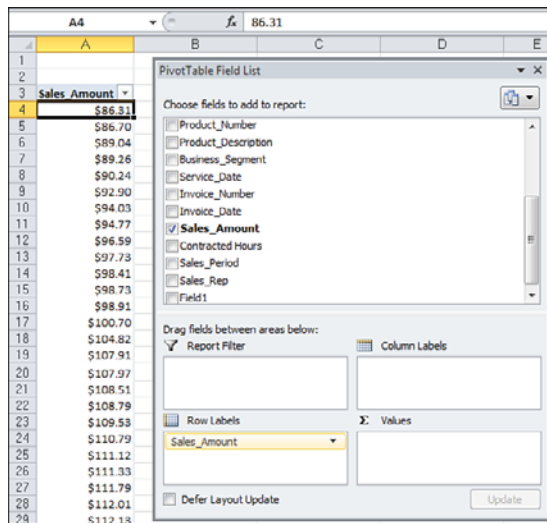 A4 fx 86.31
A B C D E
1
2
3 Sales_Amount
4 $86.31
5 $86.70
6 $89.04
7 $89.26
8 $90.24
9 $92.90
10 $94.03
11 $94.77
12 $96.59
13 $97.73
14 $98.41
15 $98.73
16 $98.91
17 $100.70
18 $104.82
19 $107.91
20 $107.97
21 $108.51
22 $108.79
23 $109.53
24 $110.79
25 $111.12
26 $111.33
27 $111.79
28 $112.01
29 $112.13
PivotTable Field List
Choose fields to add to report:
Product_Number
Product_Description
Business_Segment
Service_Date
Invoice_Number
Invoice_Date
Sales_Amount
Contracted Hours
Sales_Period
Sales_Rep
Field1
Drag fields between areas below:
Report Filter
Column Labels
Row Labels
Σ Values
Sales_Amount
Defer Layout Update
Update